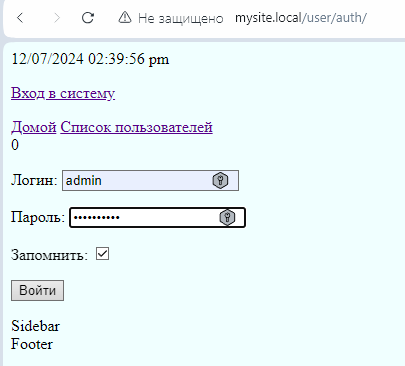 Не защищено mysite.local/user/auth/
12/07/2024 02:39:56 pm
Вход в систему
Домой Список пользователей
0
Логин: admin
Пароль: ••••••••••
Запомнить:
Войти
Sidebar
Footer